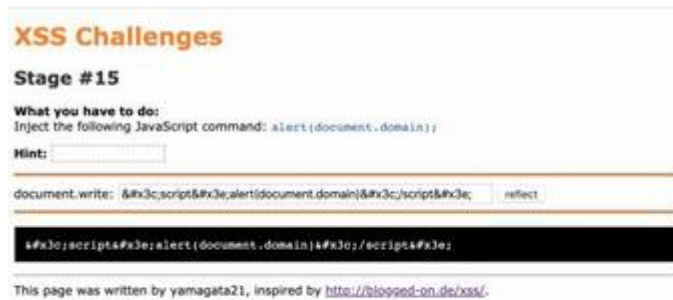 XSS Challenges
Stage #15
What you have to do:
Inject the following JavaScript command: alert(document.domain);
Hint:
document.write: &#x3c;script&#x3e;alert(document.domain)&#x3c;/script&#x3e; reflect
&#x3c;script&#x3e;alert(document.domain)&#x3c;/script&#x3e;
This page was written by yamagata21, inspired by http://blogged-on.de/xss/.